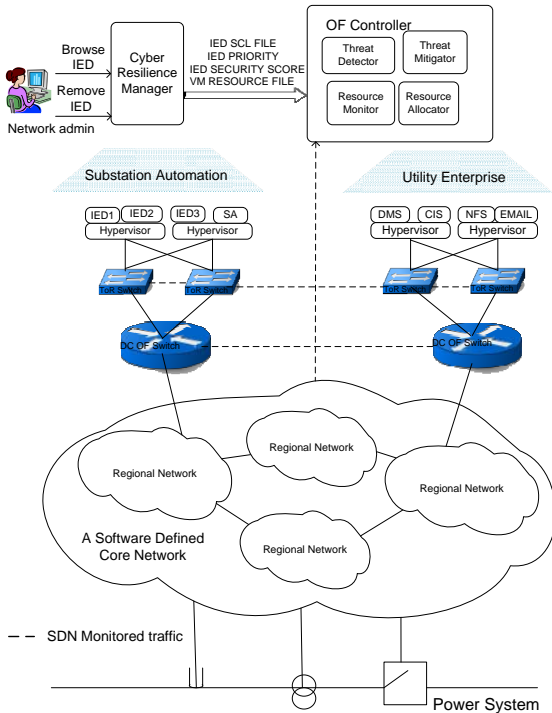 OF Controller
Browse
IED
Remove
IED
Network admin
Cyber
Resilience
Manager
IED SCL FILE
IED PRIORITY
IED SECURITY SCORE
VM RESOURCE FILE
Threat
Detector
Threat
Mitigator
Resource
Monitor
Resource
Allocator
Substation Automation
Utility Enterprise
IED1
IED2
IED3
SA
Hypervisor
Hypervisor
DMS
CIS
NFS
EMAIL
Hypervisor
Hypervisor
ToR Switch
ToR Switch
ToR Switch
ToR Switch
DC OF Switch
DC OF Switch
Regional Network
Regional Network
Regional Network
Regional Network
A Software Defined
Core Network
SDN Monitored traffic
Power System